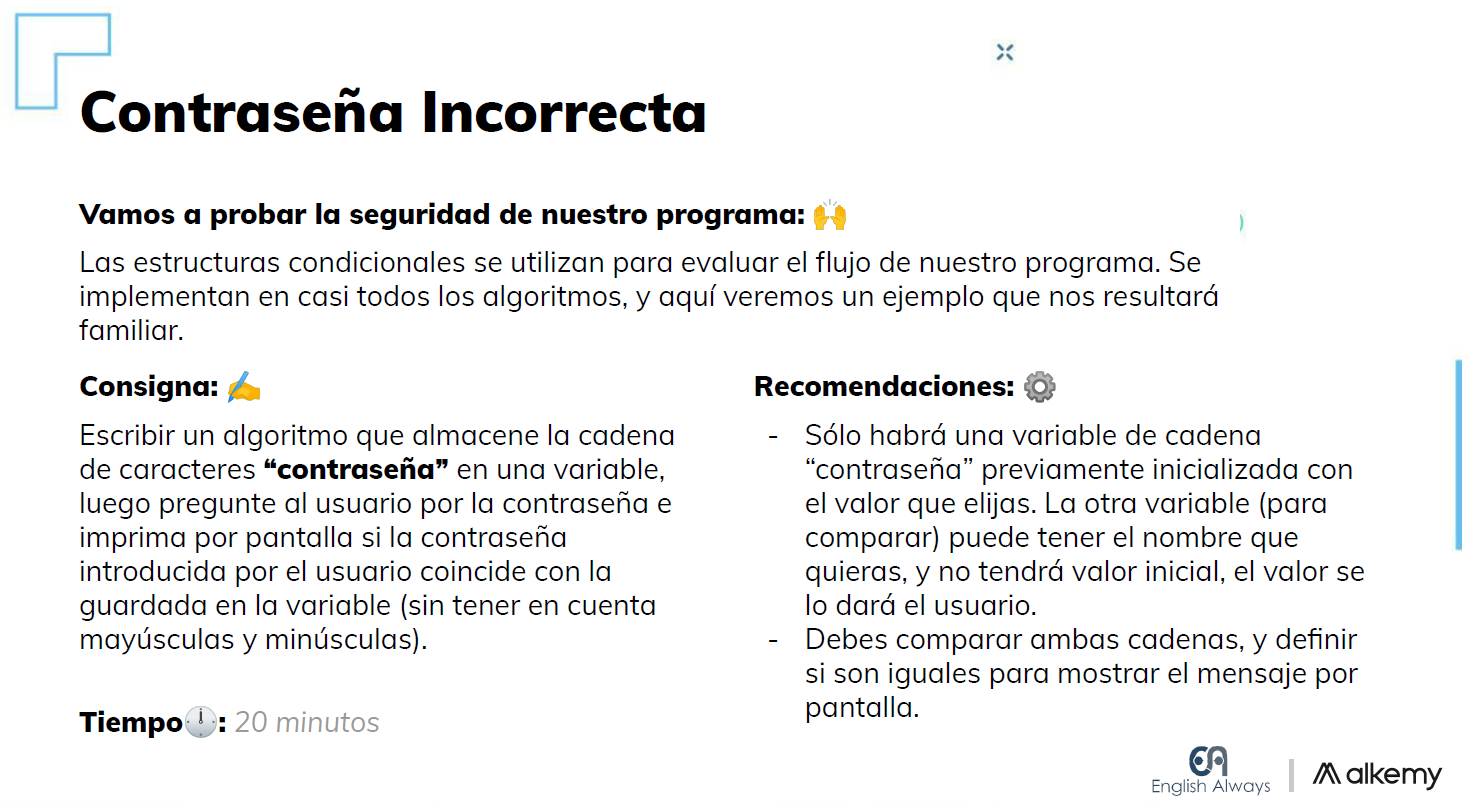 Contraseña Incorrecta
Vamos a probar la seguridad de nuestro programa: 🙌
Las estructuras condicionales se utilizan para evaluar el flujo de nuestro programa. Se
implementan en casi todos los algoritmos, y aquí veremos un ejemplo que nos resultará
familiar.
Consigna: ✍️
Escribir un algoritmo que almacene la cadena
de caracteres “contraseña” en una variable,
luego pregunte al usuario por la contraseña e
imprima por pantalla si la contraseña
introducida por el usuario coincide con la
guardada en la variable (sin tener en cuenta
mayúsculas y minúsculas).
Tiempo🕛: 20 minutos
Recomendaciones: ⚙️
- Sólo habrá una variable de cadena
“contraseña” previamente inicializada con
el valor que elijas. La otra variable (para
comparar) puede tener el nombre que
quieras, y no tendrá valor inicial, el valor se
lo dará el usuario.
- Debes comparar ambas cadenas, y definir
si son iguales para mostrar el mensaje por
pantalla.
EA
English Always
alkemy